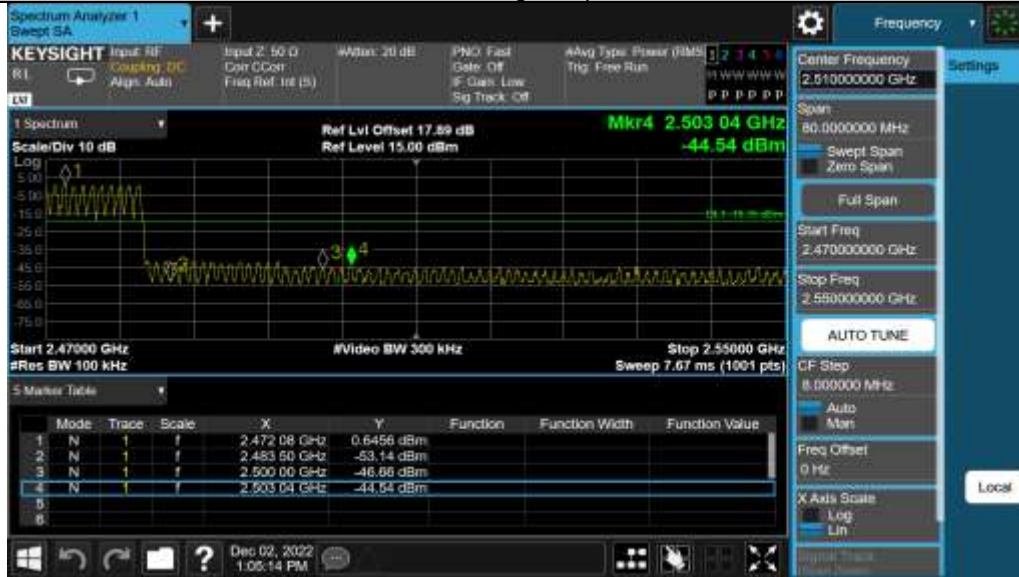 Spectrum Analyzer 1
Swept SA
Frequency
KEYSIGHT
Input: RF
Coupling: DC
Align: Auto
Input Z: 50 Ω
Corr CCorr
Freq Ref: Int (S)
#Atten: 20 dB
PNO: Fast
Gate: Off
IF Gain: Low
Sig Track: Off
#Avg Type: Power (RMS)
Trig: Free Run
1 2 3 4 5 6
P P P P P P
R L
LXI
1 Spectrum
Scale/Div 10 dB
Ref Lvl Offset 17.89 dB
Ref Level 15.00 dBm
Mkr4 2.503 04 GHz
-44.54 dBm
Log
5.00
-5.00
-15.0
-25.0
-35.0
-45.0
-55.0
-65.0
-75.0
1
3
4
Start 2.47000 GHz
#Res BW 100 kHz
#Video BW 300 kHz
Stop 2.55000 GHz
Sweep 7.67 ms (1001 pts)
5 Marker Table
Mode Trace Scale X Y Function Function Width Function Value
1 N 1 f 2.472 08 GHz 0.6456 dBm
2 N 1 f 2.483 50 GHz -53.14 dBm
3 N 1 f 2.500 00 GHz -46.66 dBm
4 N 1 f 2.503 04 GHz -44.54 dBm
5
6
Dec 02, 2022
1:05:14 PM
Center Frequency
2.510000000 GHz
Settings
Span
80.0000000 MHz
Swept Span
Zero Span
Full Span
Start Freq
2.470000000 GHz
Stop Freq
2.550000000 GHz
AUTO TUNE
CF Step
8.000000 MHz
Auto
Man
Freq Offset
0 Hz
X Axis Scale
Log
Lin
Local
Signal Track